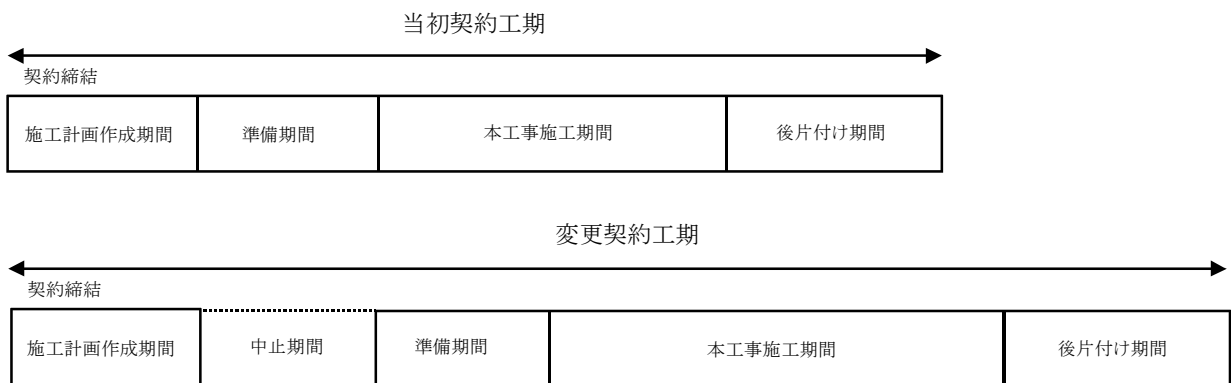 当初契約工期
契約締結
施工計画作成期間 準備期間 本工事施工期間 後片付け期間
変更契約工期
契約締結
施工計画作成期間 中止期間 準備期間 本工事施工期間 後片付け期間